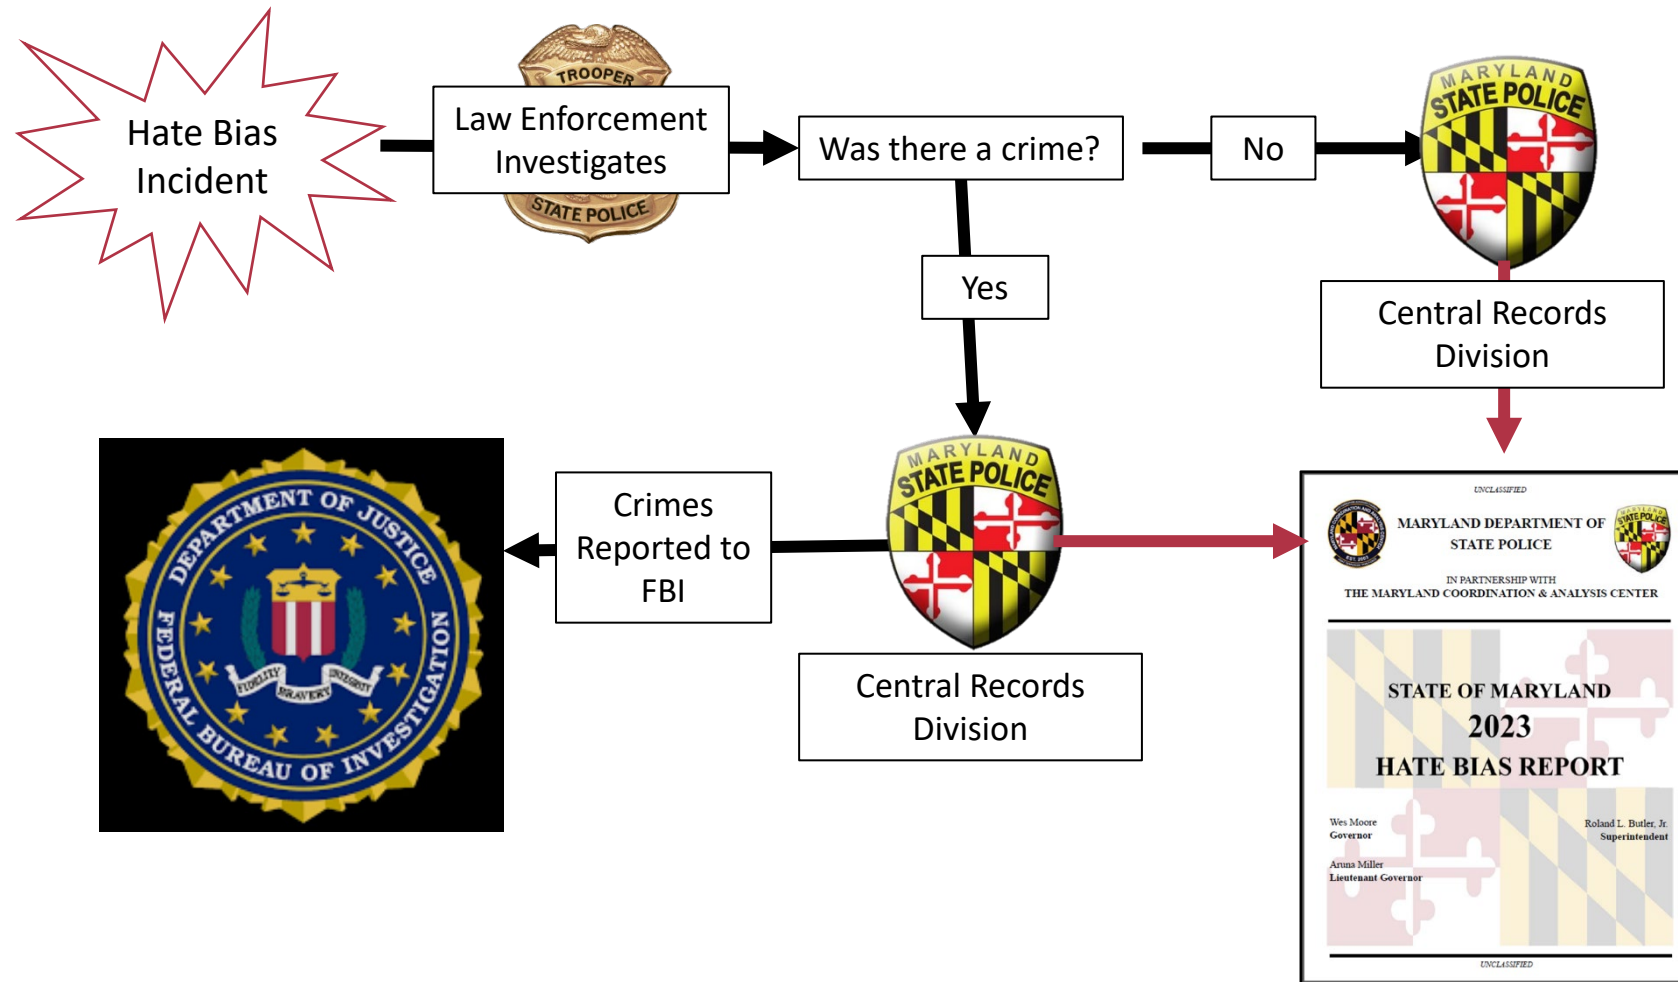 Hate Bias
Incident
TROOPER
Law Enforcement
Investigates
STATE POLICE
Was there a crime?
No
MARYLAND
STATE POLICE
Yes
Central Records
Division
DEPARTMENT OF JUSTICE
FEDERAL BUREAU OF INVESTIGATION
FIDELITY
BRAVERY
INTEGRITY
Crimes
Reported to
FBI
MARYLAND
STATE POLICE
Central Records
Division
UNCLASSIFIED
MARYLAND DEPARTMENT OF
STATE POLICE
STATE POLICE
IN PARTNERSHIP WITH
THE MARYLAND COORDINATION & ANALYSIS CENTER
STATE OF MARYLAND
2023
HATE BIAS REPORT
Wes Moore
Governor
Roland L. Butler, Jr.
Superintendent
Aruna Miller
Lieutenant Governor
UNCLASSIFIED